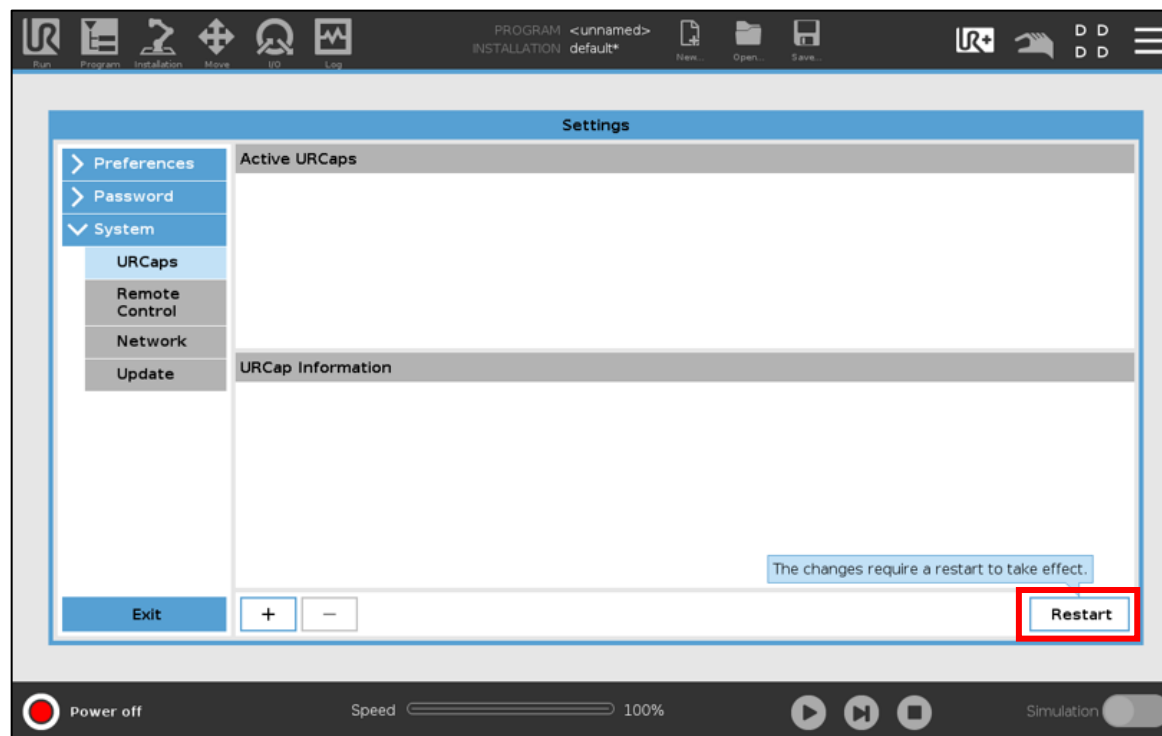 PROGRAM <unnamed>
INSTALLATION default*
Run Program Installation Move I/O Log New... Open... Save...
UR+
D D
D D
Settings
Preferences
Password
System
URCaps
Remote
Control
Network
Update
Exit
Active URCaps
URCap Information
The changes require a restart to take effect.
+ −
Restart
Power off
Speed 100%
Simulation